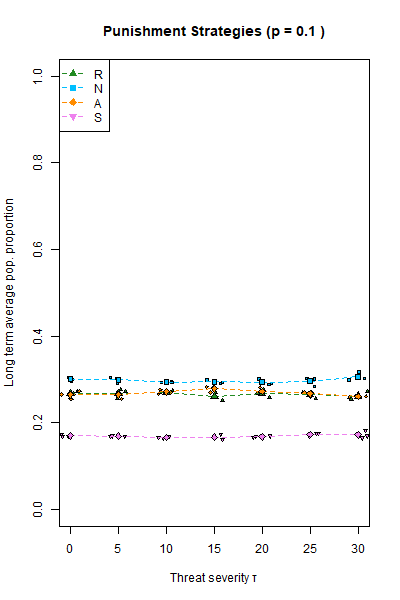 Punishment Strategies (p = 0.1 )
R
N
A
S
Long term average pop. proportion
1.0
0.8
0.6
0.4
0.2
0.0
0 5 10 15 20 25 30
Threat severity τ